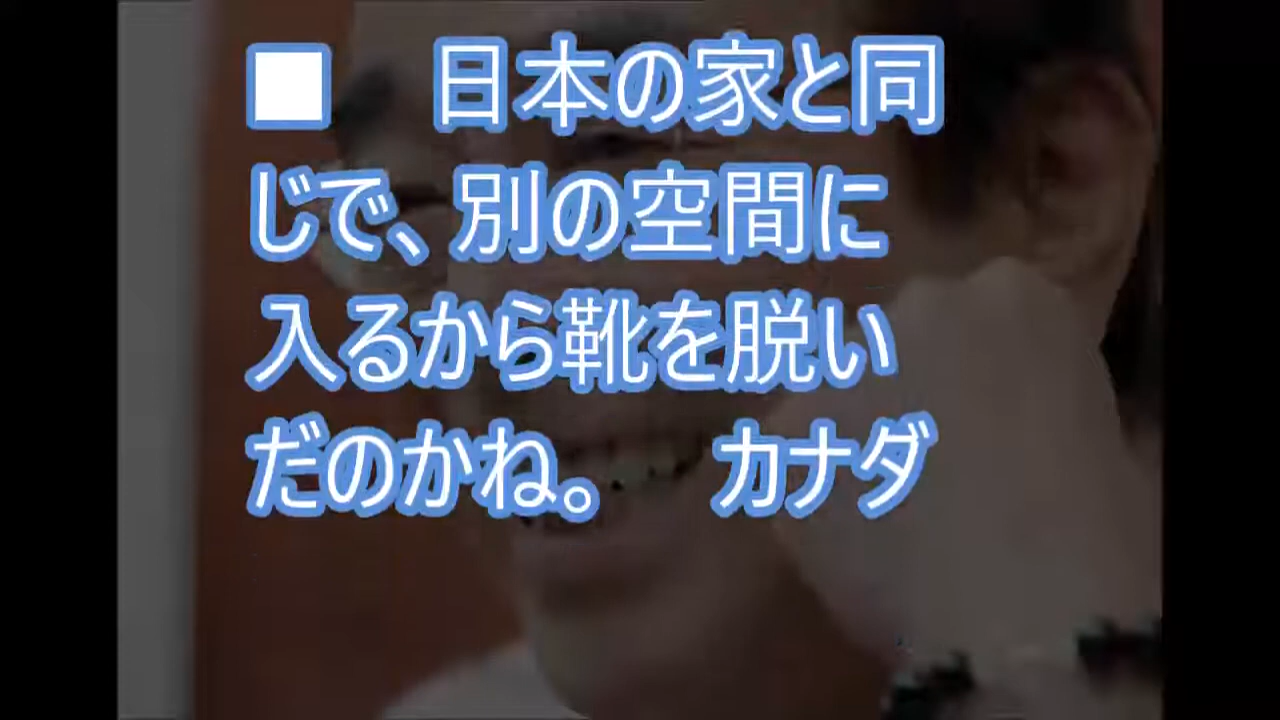 ■　日本の家と同
じで、別の空間に
入るから靴を脱い
だのかね。　カナダ